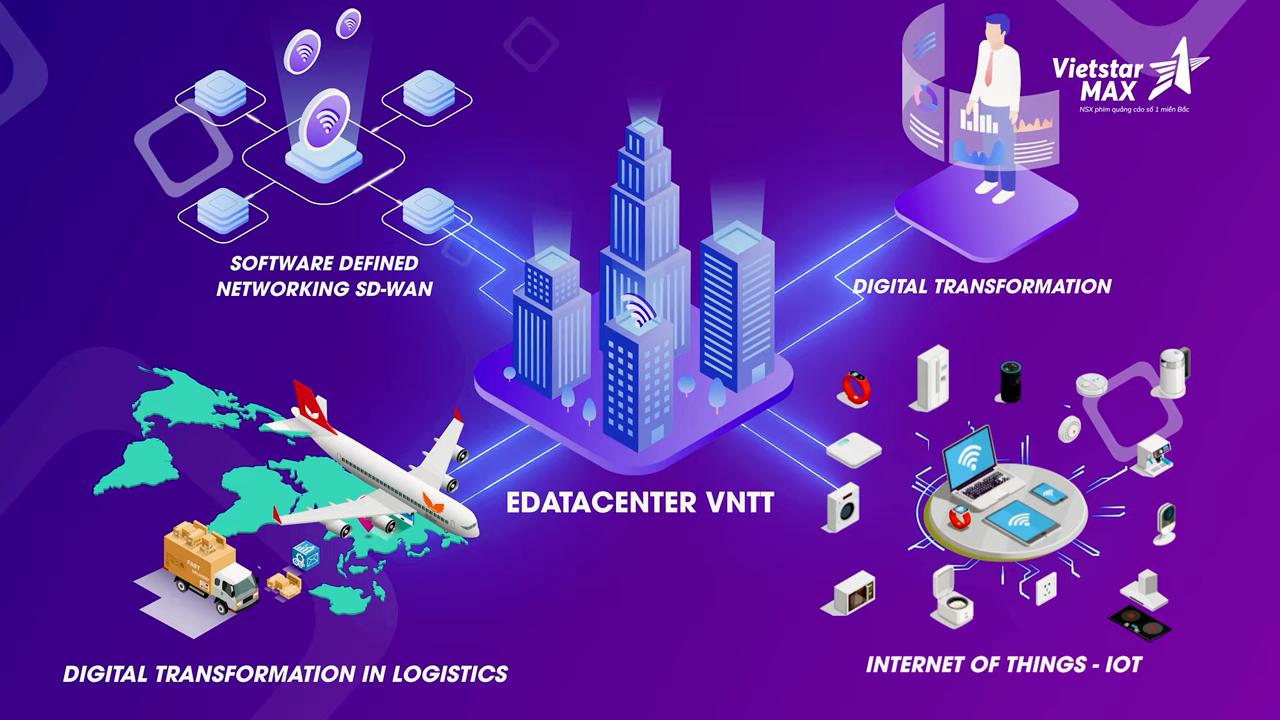 Vietstar
MAX
NSX phim quảng cáo số 1 miền Bắc
SOFTWARE DEFINED
NETWORKING SD-WAN
DIGITAL TRANSFORMATION
EDATACENTER VNTT
FAST
DIGITAL TRANSFORMATION IN LOGISTICS
INTERNET OF THINGS - IOT